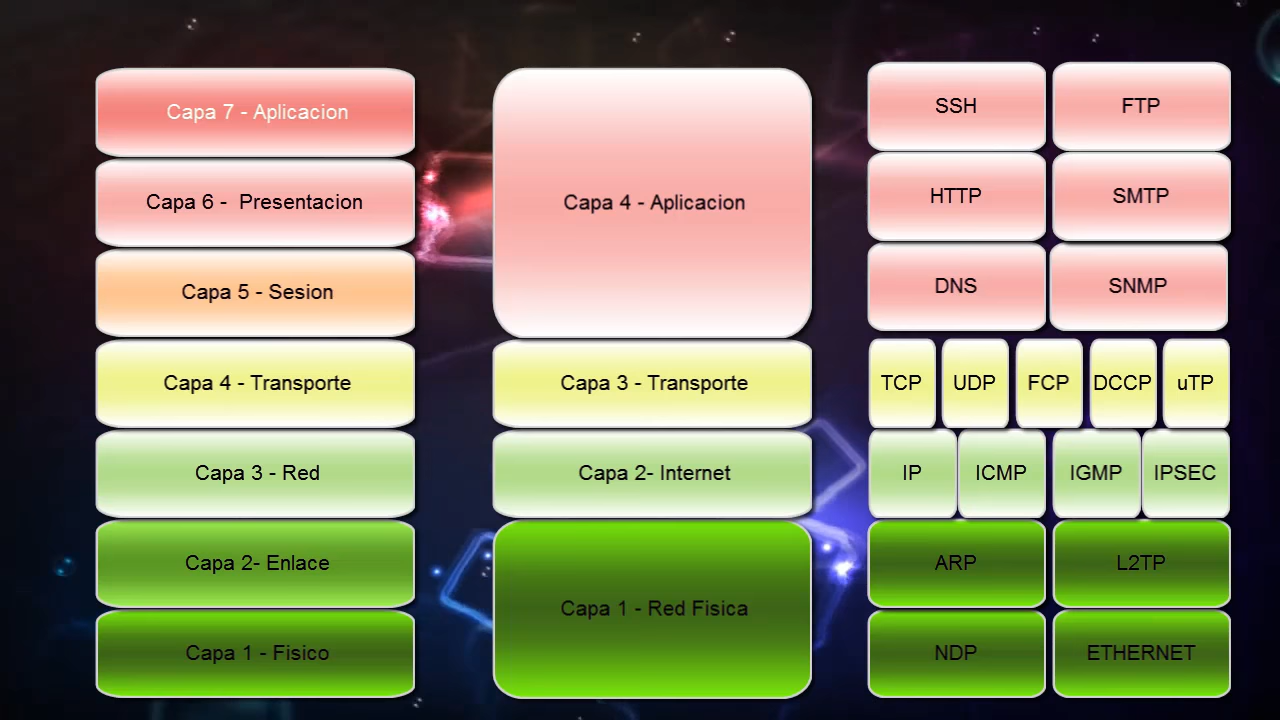 Capa 7 - Aplicacion
Capa 6 -  Presentacion
Capa 5 - Sesion
Capa 4 - Transporte
Capa 3 - Red
Capa 2- Enlace
Capa 1 - Fisico
Capa 4 - Aplicacion
Capa 3 - Transporte
Capa 2- Internet
Capa 1 - Red Fisica
SSH FTP
HTTP SMTP
DNS SNMP
TCP UDP FCP DCCP uTP
IP ICMP IGMP IPSEC
ARP L2TP
NDP ETHERNET